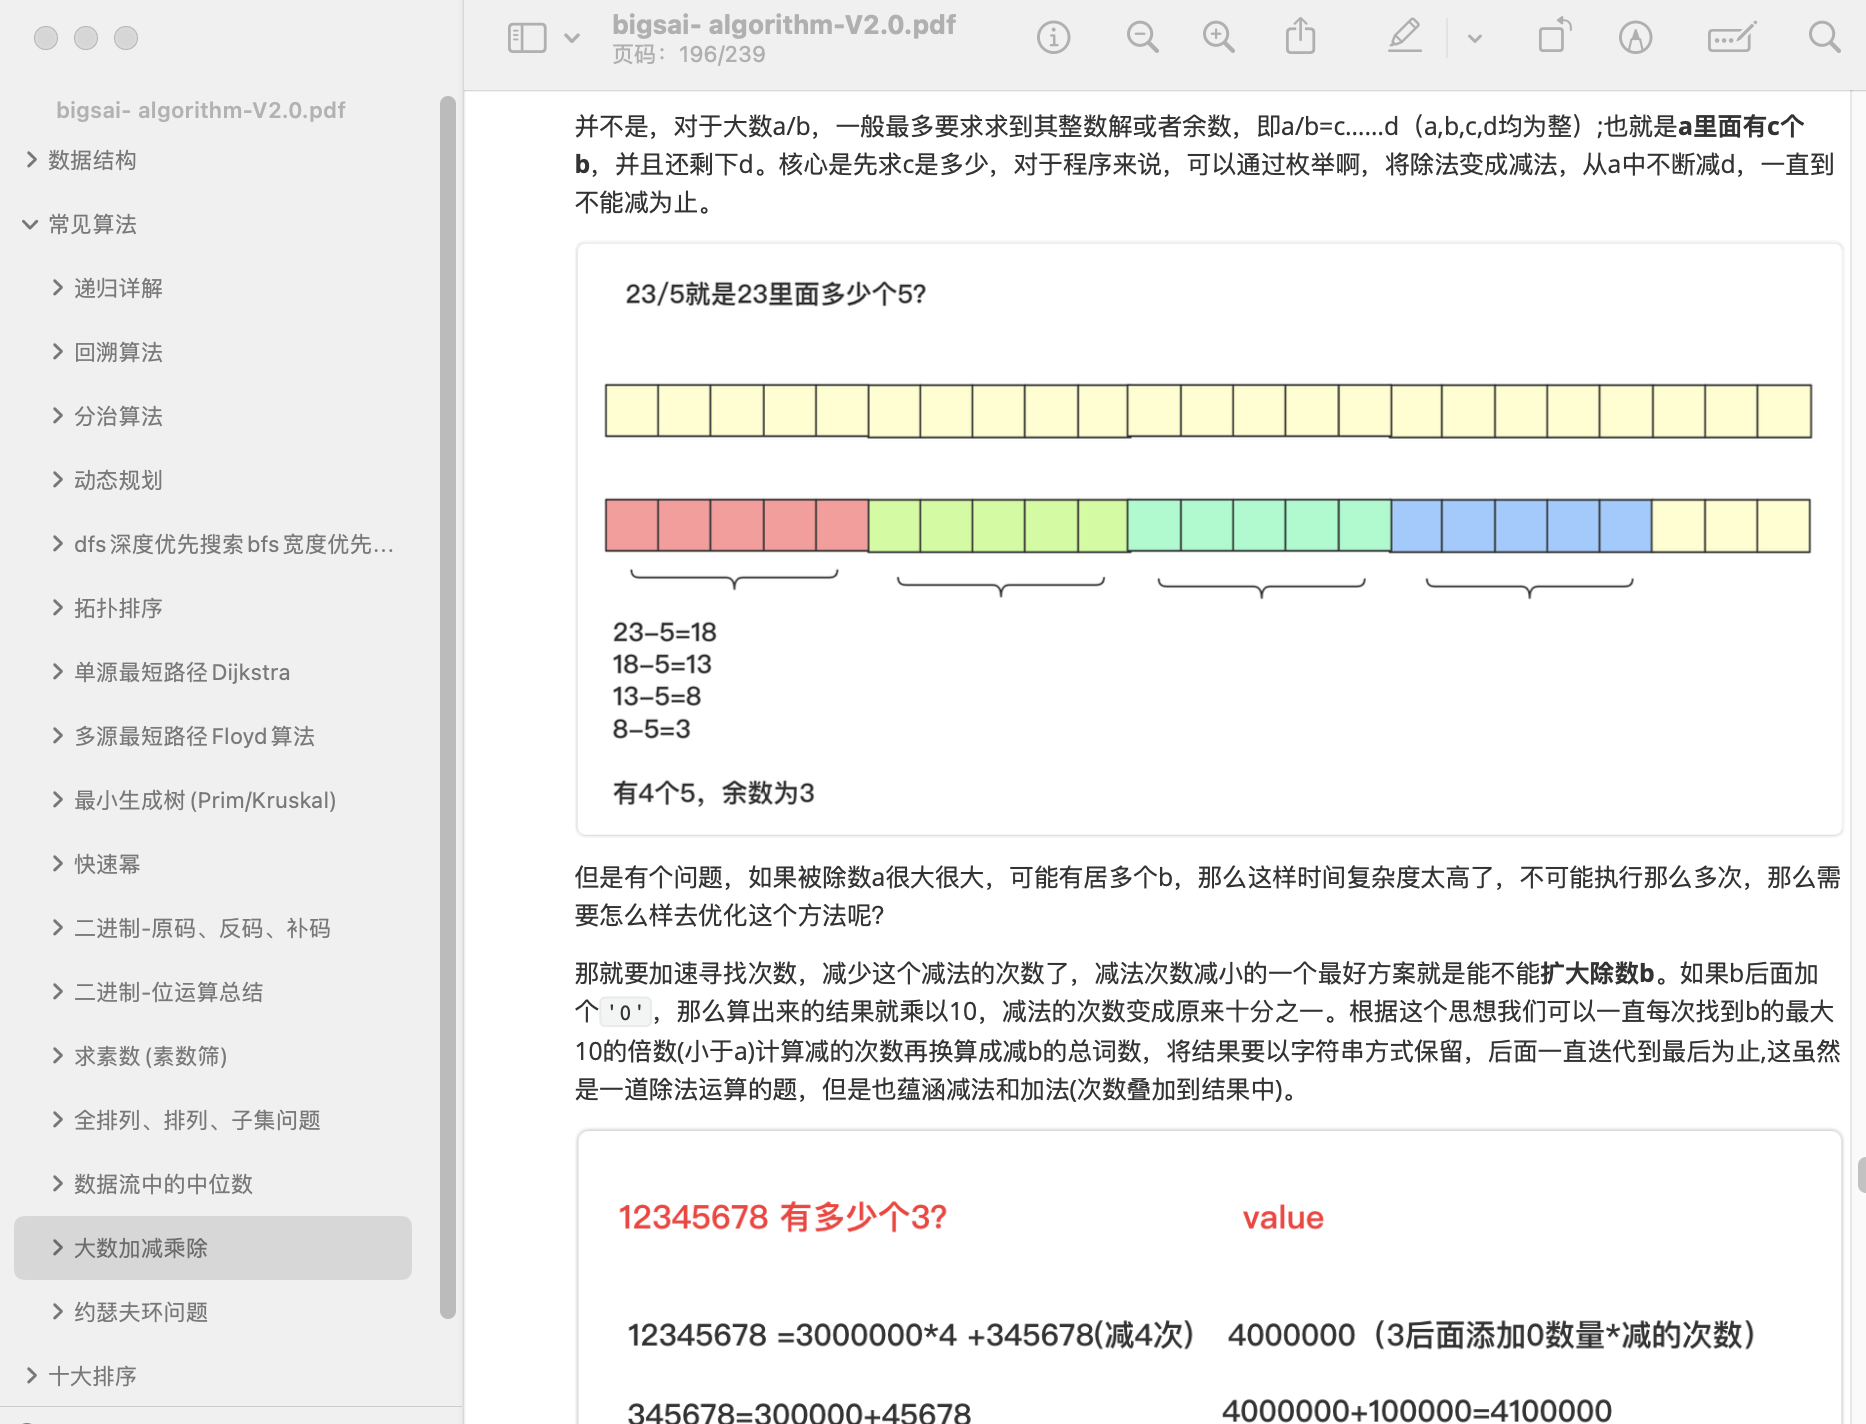 bigsai- algorithm-V2.0.pdf
数据结构
常见算法
递归详解
回溯算法
分治算法
动态规划
dfs深度优先搜索bfs宽度优先...
拓扑排序
单源最短路径Dijkstra
多源最短路径Floyd算法
最小生成树(Prim/Kruskal)
快速幂
二进制-原码、反码、补码
二进制-位运算总结
求素数(素数筛)
全排列、排列、子集问题
数据流中的中位数
大数加减乘除
约瑟夫环问题
十大排序
bigsai- algorithm-V2.0.pdf
页码：196/239
并不是，对于大数a/b，一般最多要求求到其整数解或者余数，即a/b=c......d（a,b,c,d均为整）;也就是a里面有c个
b，并且还剩下d。核心是先求c是多少，对于程序来说，可以通过枚举啊，将除法变成减法，从a中不断减d，一直到
不能减为止。
23/5就是23里面多少个5?
23-5=18
18-5=13
13-5=8
8-5=3
有4个5，余数为3
但是有个问题，如果被除数a很大很大，可能有居多个b，那么这样时间复杂度太高了，不可能执行那么多次，那么需
要怎么样去优化这个方法呢?
那就要加速寻找次数，减少这个减法的次数了，减法次数减小的一个最好方案就是能不能扩大除数b。如果b后面加
个'0'，那么算出来的结果就乘以10，减法的次数变成原来十分之一。根据这个思想我们可以一直每次找到b的最大
10的倍数(小于a)计算减的次数再换算成减b的总词数，将结果要以字符串方式保留，后面一直迭代到最后为止,这虽然
是一道除法运算的题，但是也蕴涵减法和加法(次数叠加到结果中)。
12345678 有多少个3? value
12345678 =3000000*4 +345678(减4次) 4000000（3后面添加0数量*减的次数）
345678=300000+45678 4000000+100000=4100000